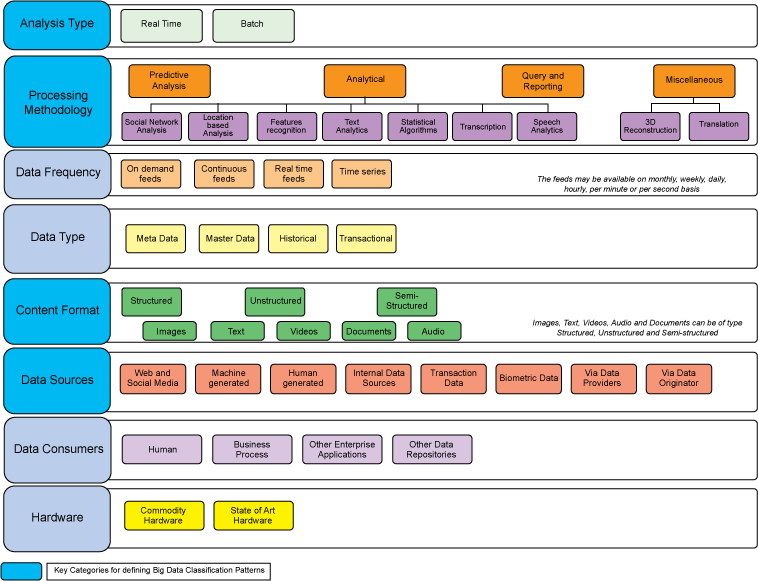 Analysis Type
Real Time
Batch
Processing
Methodology
Predictive
Analysis
Analytical
Query and
Reporting
Miscellaneous
Social Network
Analysis
Location
based
Analysis
Features
recognition
Text
Analytics
Statistical
Algorithms
Transcription
Speech
Analytics
3D
Reconstruction
Translation
Data Frequency
On demand
feeds
Continuous
feeds
Real time
feeds
Time series
The feeds may be available on monthly, weekly, daily,
hourly, per minute or per second basis
Data Type
Meta Data
Master Data
Historical
Transactional
Content Format
Structured
Unstructured
Semi-
Structured
Images
Text
Videos
Documents
Audio
Images, Text, Videos, Audio and Documents can be of type
Structured, Unstructured and Semi-structured
Data Sources
Web and
Social Media
Machine
generated
Human
generated
Internal Data
Sources
Transaction
Data
Biometric Data
Via Data
Providers
Via Data
Originator
Data Consumers
Human
Business
Process
Other Enterprise
Applications
Other Data
Repositories
Hardware
Commodity
Hardware
State of Art
Hardware
Key Categories for defining Big Data Classification Patterns